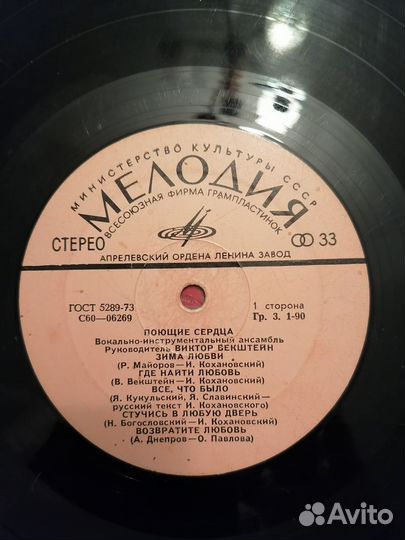 МИНИСТЕРСТВО КУЛЬТУРЫ СССР
МЕЛОДИЯ
ВСЕСОЮЗНАЯ ФИРМА ГРАМПЛАСТИНОК
СТЕРЕО
33
АПРЕЛЕВСКИЙ ОРДЕНА ЛЕНИНА ЗАВОД
ГОСТ 5289-73
С60—06269
1 сторона
Гр. 3. 1-90
ПОЮЩИЕ СЕРДЦА
Вокально-инструментальный ансамбль
Руководитель ВИКТОР ВЕКШТЕЙН
ЗИМА ЛЮБВИ
(Р. Майоров—И. Кохановский)
ГДЕ НАЙТИ ЛЮБОВЬ
(В. Векштейн—И. Кохановский)
ВСЕ, ЧТО БЫЛО
(Я. Кукульский, Я. Славинский—
русский текст И. Кохановского)
СТУЧИСЬ В ЛЮБУЮ ДВЕРЬ
(Н. Богословский—И. Кохановский)
ВОЗВРАТИТЕ ЛЮБОВЬ
(А. Днепров—О. Павлова)
Avito